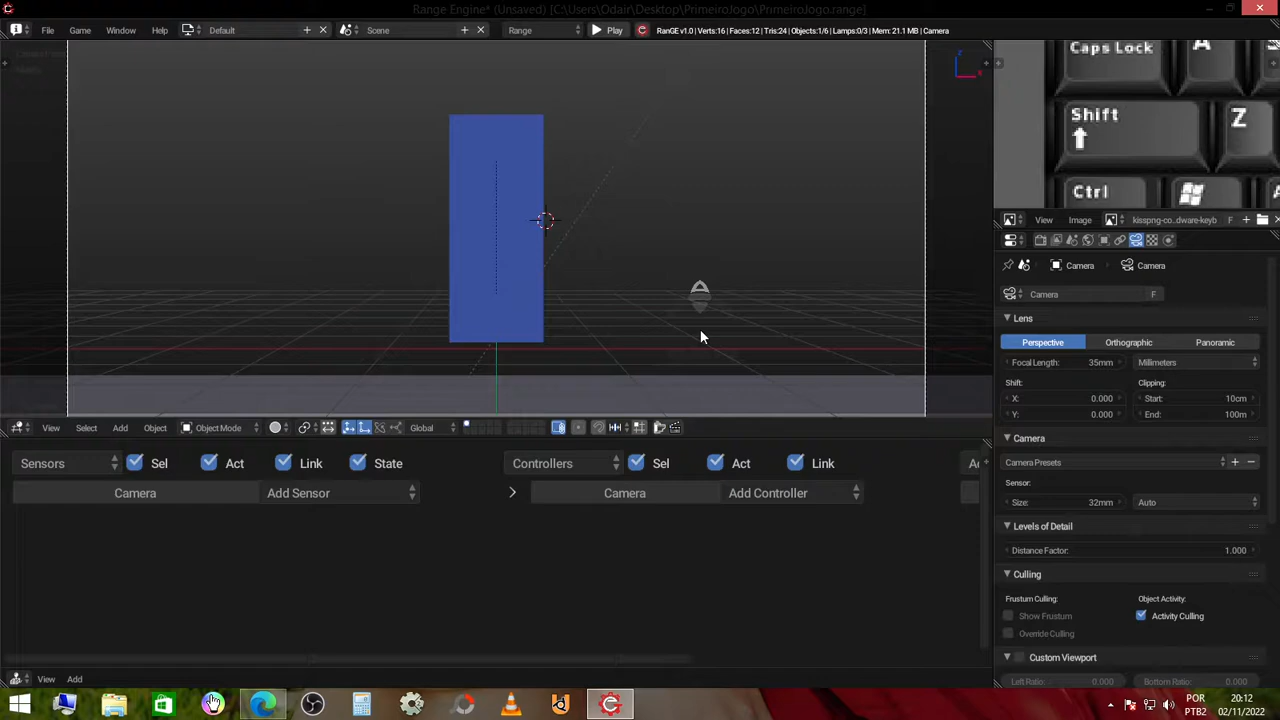 Range Engine* (Unsaved) [C:\Users\Odair\Desktop\PrimeiroJogo\PrimeiroJogo.range]
File Game Window Help Default Scene Range Play RanGE v1.0 | Verts:16 | Faces:12 | Tris:24 | Objects:1/6 | Lamps:0/3 | Mem: 21.1 MB | Camera
z
x
Caps Lock A
Shift Z
Ctrl
View Image kisspng-co...dware-keyb F
Camera Camera
Camera F
Lens
Perspective Orthographic Panoramic
Focal Length: 35mm Millimeters
Shift: Clipping:
X: 0.000 Start: 10cm
Y: 0.000 End: 100m
View Select Add Object Object Mode Global
Camera
Camera Presets
Sensor:
Size: 32mm Auto
Levels of Detail
Distance Factor: 1.000
Culling
Frustum Culling: Object Activity:
Show Frustum Activity Culling
Override Culling
Custom Viewport
Left Ratio: 0.000 Bottom Ratio: 0.000
Sensors Sel Act Link State Controllers Sel Act Link
Camera Add Sensor Camera Add Controller
View Add
POR 20:12
PTB2 02/11/2022